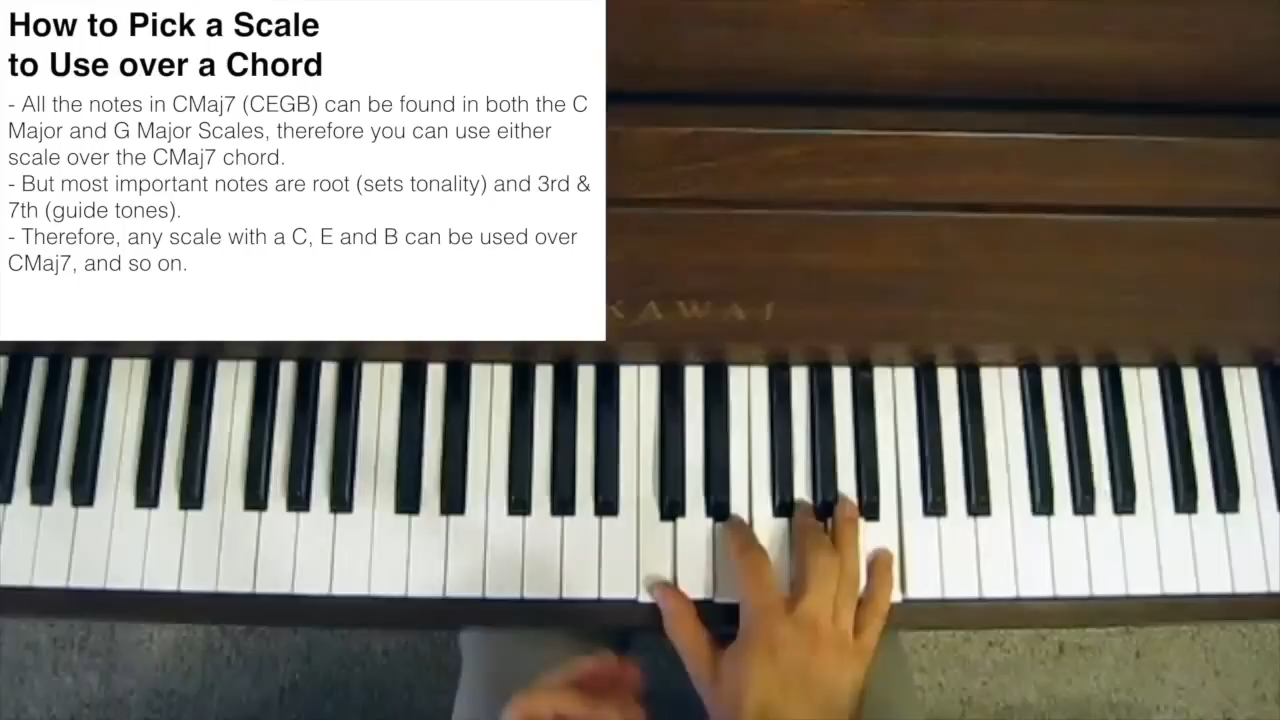 How to Pick a Scale
to Use over a Chord
- All the notes in CMaj7 (CEGB) can be found in both the C
Major and G Major Scales, therefore you can use either
scale over the CMaj7 chord.
- But most important notes are root (sets tonality) and 3rd &
7th (guide tones).
- Therefore, any scale with a C, E and B can be used over
CMaj7, and so on.
KAWAI